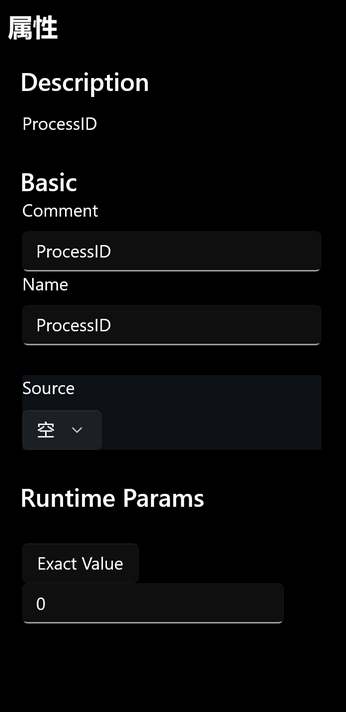 属性
Description
ProcessID
Basic
Comment
ProcessID
Name
ProcessID
Source
空
Runtime Params
Exact Value
0